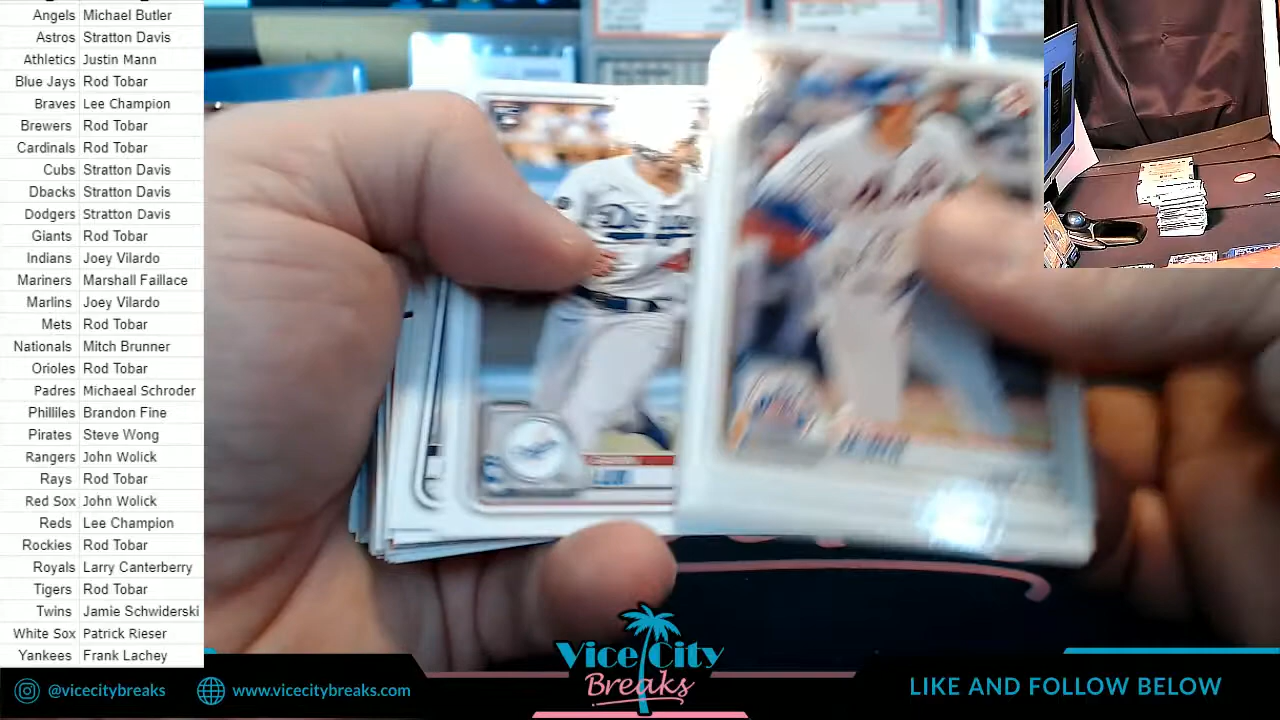 Angels Michael Butler
Astros Stratton Davis
Athletics Justin Mann
Blue Jays Rod Tobar
Braves Lee Champion
Brewers Rod Tobar
Cardinals Rod Tobar
Cubs Stratton Davis
Dbacks Stratton Davis
Dodgers Stratton Davis
Giants Rod Tobar
Indians Joey Vilardo
Mariners Marshall Faillace
Marlins Joey Vilardo
Mets Rod Tobar
Nationals Mitch Brunner
Orioles Rod Tobar
Padres Michaeal Schroder
Philliles Brandon Fine
Pirates Steve Wong
Rangers John Wolick
Rays Rod Tobar
Red Sox John Wolick
Reds Lee Champion
Rockies Rod Tobar
Royals Larry Canterberry
Tigers Rod Tobar
Twins Jamie Schwiderski
White Sox Patrick Rieser
Yankees Frank Lachey
Vice City
Breaks
@vicecitybreaks
www.vicecitybreaks.com
LIKE AND FOLLOW BELOW